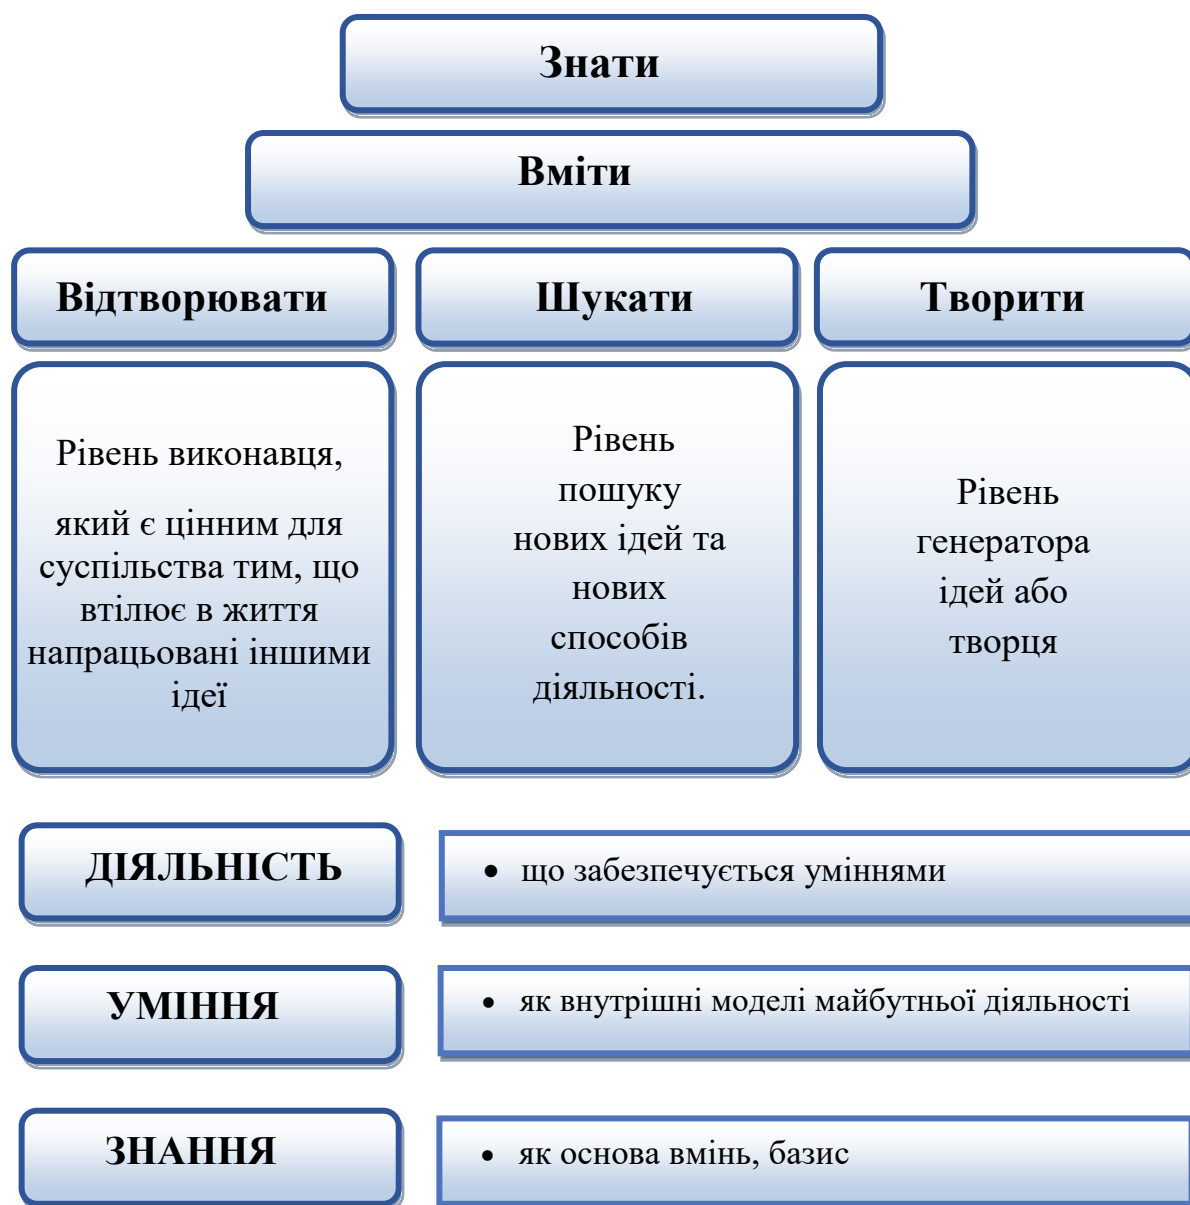 Знати
Вміти
Відтворювати
Шукати
Творити
Рівень виконавця,
який є цінним для
суспільства тим, що
втілює в життя
напрацьовані іншими
ідеї
Рівень
пошуку
нових ідей та
нових
способів
діяльності.
Рівень
генератора
ідей або
творця
ДІЯЛЬНІСТЬ
• що забезпечується уміннями
УМІННЯ
• як внутрішні моделі майбутньої діяльності
ЗНАННЯ
• як основа вмінь, базис